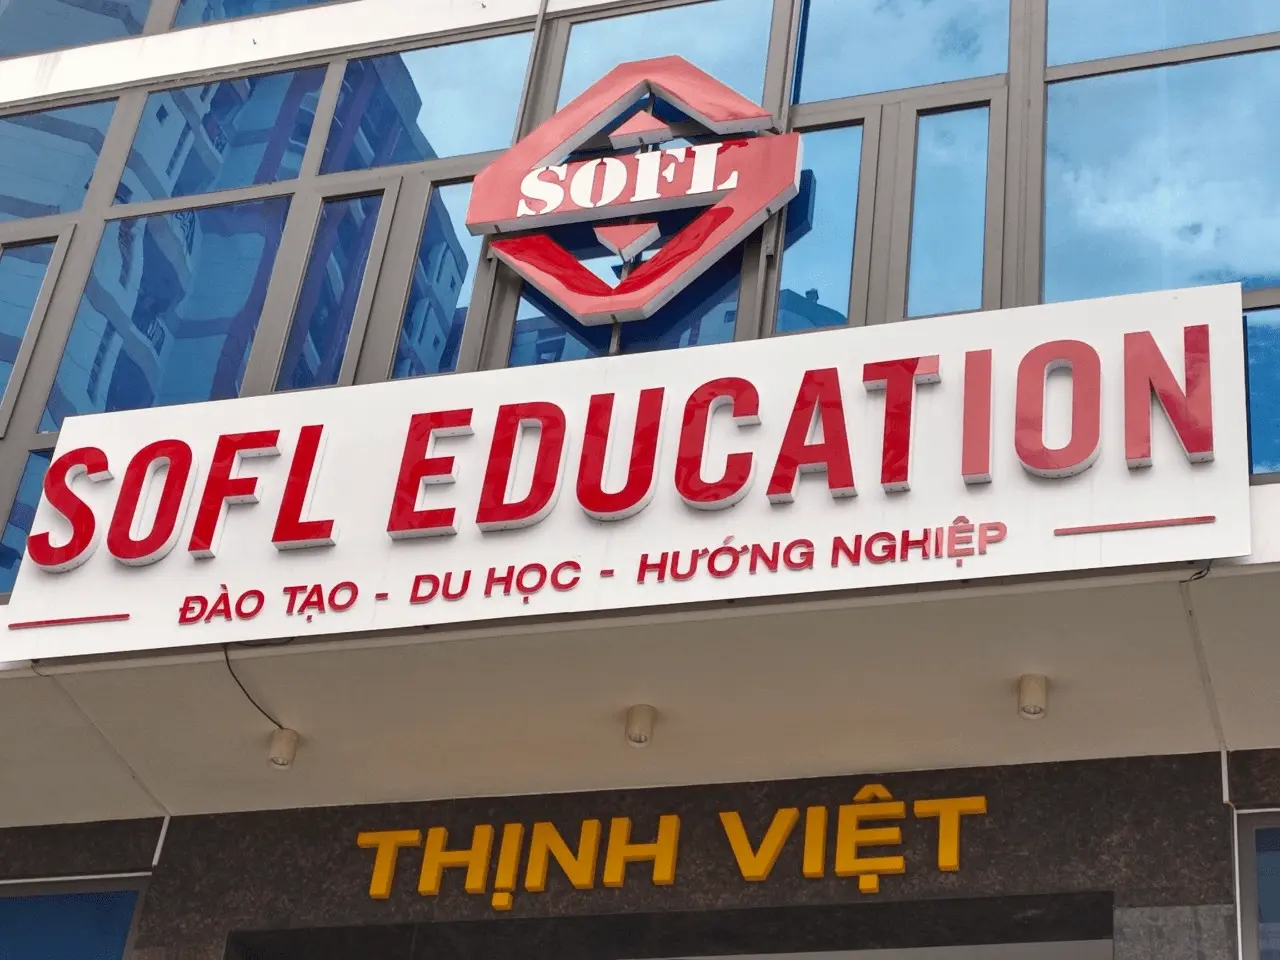 SOFL
SOFL EDUCATION
ĐÀO TẠO - DU HỌC - HƯỚNG NGHIỆP
THỊNH VIỆT